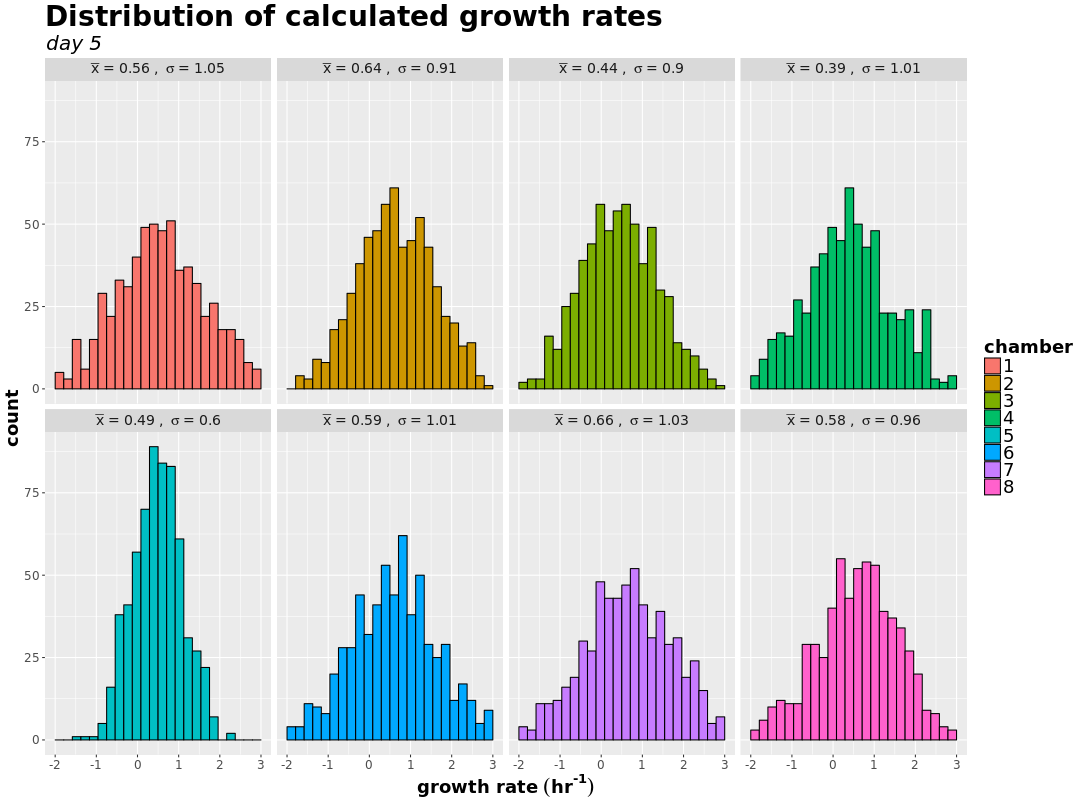 Distribution of calculated growth rates
day 5
x̅ = 0.56 , σ = 1.05
x̅ = 0.64 , σ = 0.91
x̅ = 0.44 , σ = 0.9
x̅ = 0.39 , σ = 1.01
75
50
25
0
x̅ = 0.49 , σ = 0.6
x̅ = 0.59 , σ = 1.01
x̅ = 0.66 , σ = 1.03
x̅ = 0.58 , σ = 0.96
75
50
25
0
-2 -1 0 1 2 3
-2 -1 0 1 2 3
-2 -1 0 1 2 3
-2 -1 0 1 2 3
growth rate (hr⁻¹)
count
chamber
1
2
3
4
5
6
7
8